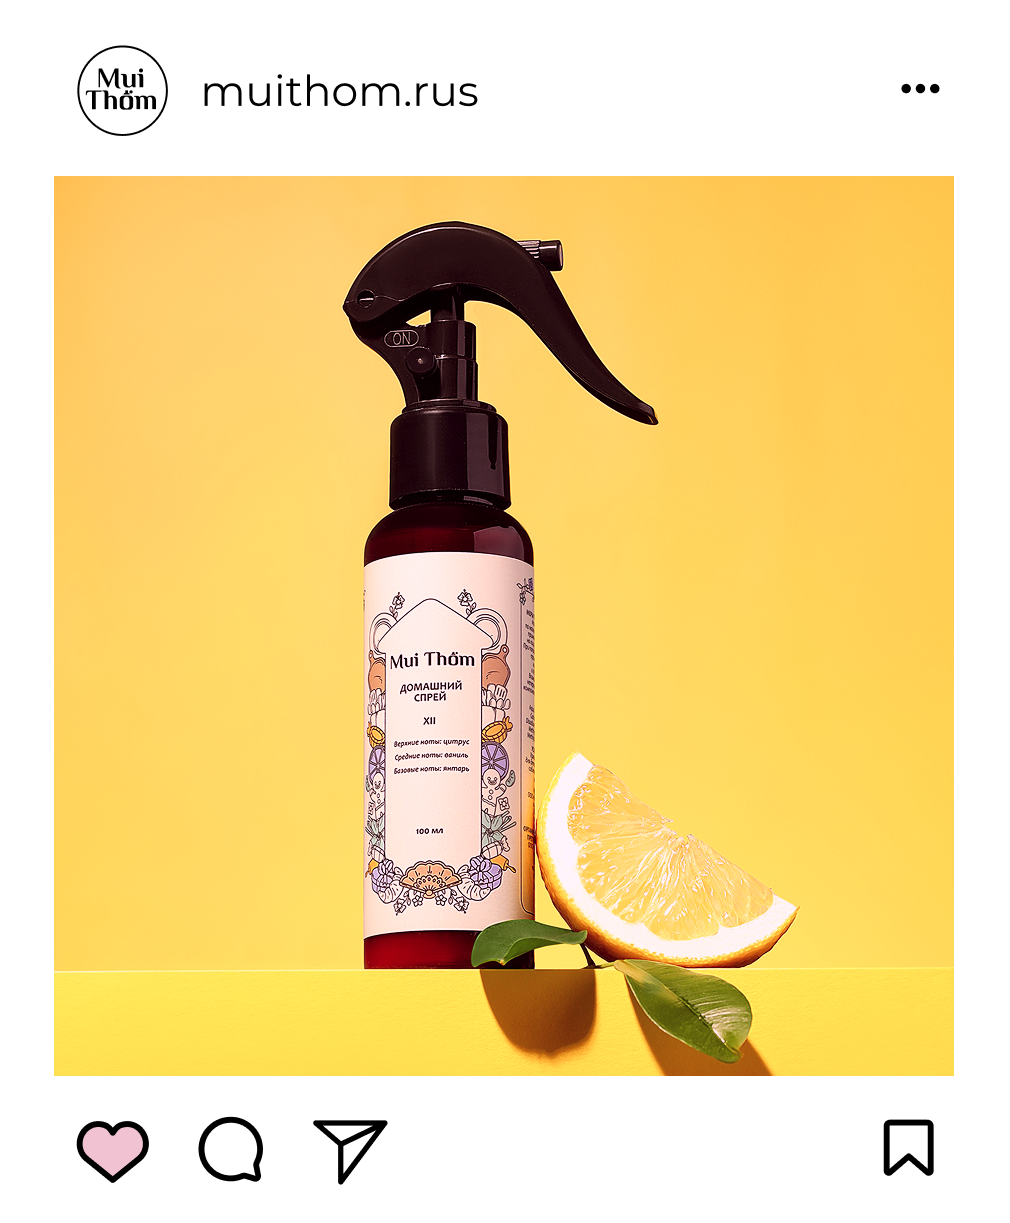 Mui
Thơm
muithom.rus
ON
Mui Thơm
ДОМАШНИЙ
СПРЕЙ
XII
Верхние ноты: цитрус
Средние ноты: ваниль
Базовые ноты: янтарь
100 мл